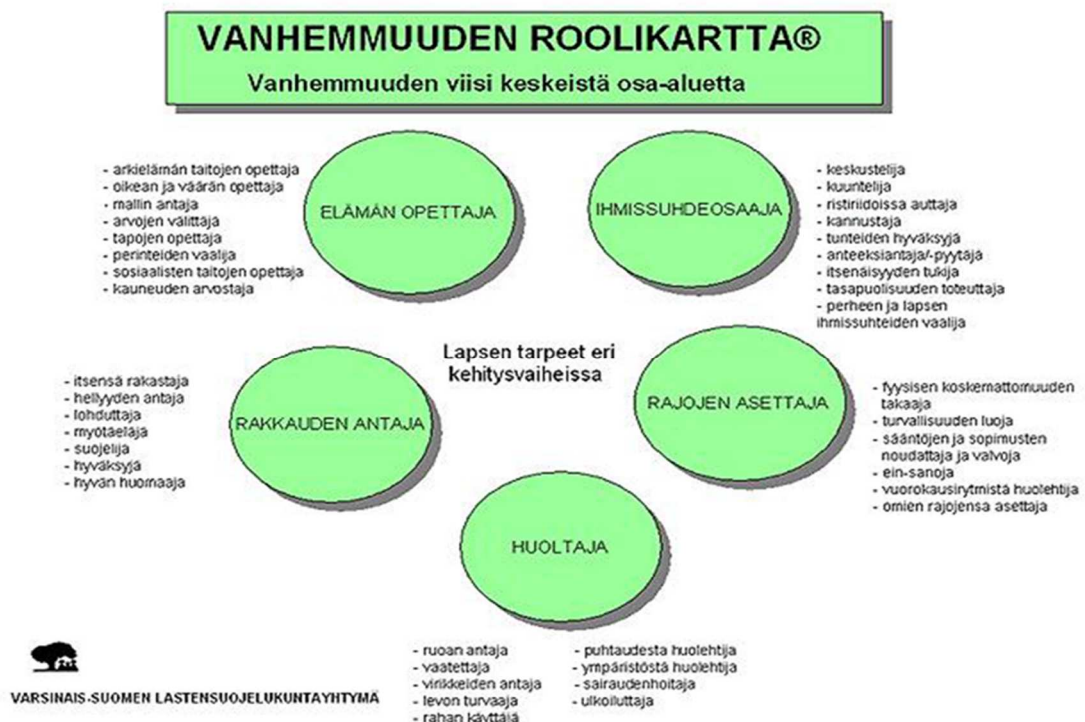 VANHEMMUUDEN ROOLIKARTTA®
Vanhemmuuden viisi keskeistä osa-aluetta
- arkielämän taitojen opettaja
- oikean ja väärän opettaja
- mallin antaja
- arvojen välittäjä
- tapojen opettaja
- perinteiden vaalija
- sosiaalisten taitojen opettaja
- kauneuden arvostaja
ELÄMÄN OPETTAJA
IHMISSUHDEOSAAJA
- keskustelija
- kuuntelija
- ristiriidoissa auttaja
- kannustaja
- tunteiden hyväksyjä
- anteeksiantaja/-pyytäjä
- itsenäisyyden tukija
- tasapuolisuuden toteuttaja
- perheen ja lapsen
ihmissuhteiden vaalija
Lapsen tarpeet eri
kehitysvaiheissa
- itsensä rakastaja
- hellyyden antaja
- lohduttaja
- myötäeläjä
- suojelija
- hyväksyjä
- hyvän huomaaja
RAKKAUDEN ANTAJA
RAJOJEN ASETTAJA
- fyysisen koskemattomuuden
takaaja
- turvallisuuden luoja
- sääntöjen ja sopimusten
noudattaja ja valvoja
- ein-sanoja
- vuorokausirytmistä huolehtija
- omien rajojensa asettaja
HUOLTAJA
- ruoan antaja
- vaatettaja
- virikkeiden antaja
- levon turvaaja
- rahan käyttäjä
- puhtaudesta huolehtija
- ympäristöstä huolehtija
- sairaudenhoitaja
- ulkoiluttaja
VARSINAIS-SUOMEN LASTENSUOJELUKUNTAYHTYMÄ